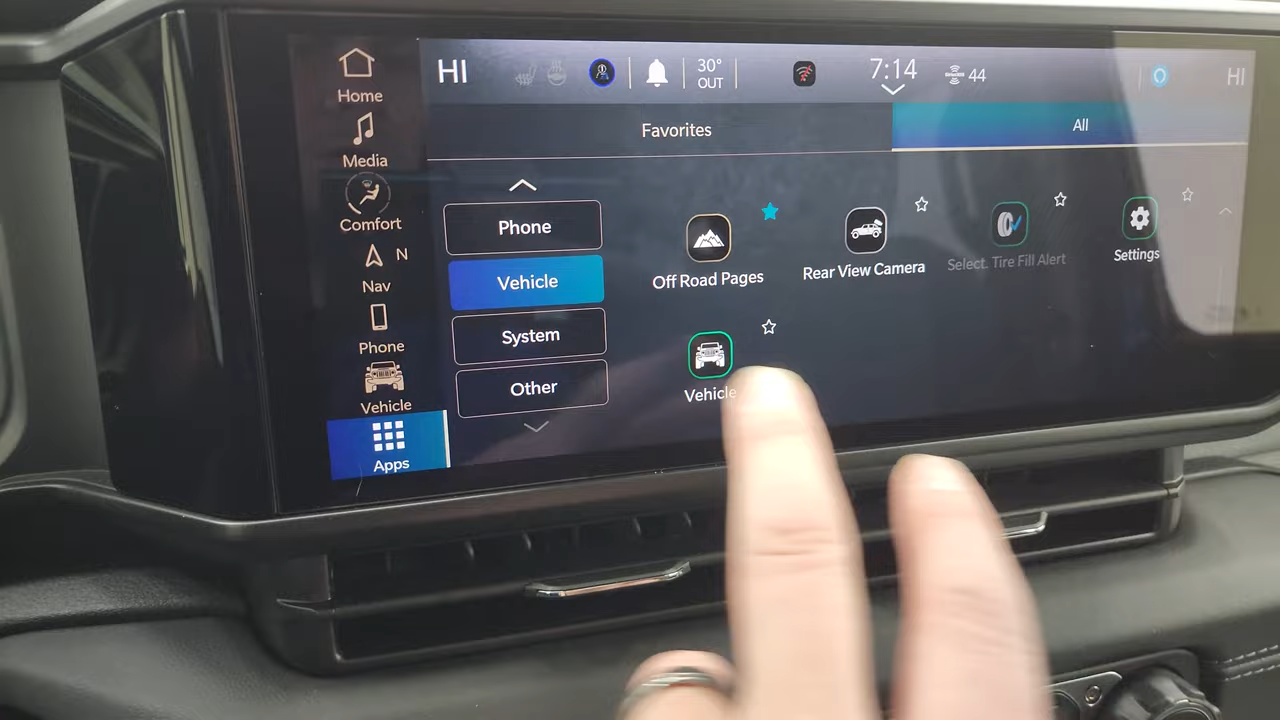 HI
30°
OUT
7:14
44
HI
Home
Media
Comfort
N
Nav
Phone
Vehicle
Apps
Favorites
All
Phone
Vehicle
System
Other
Off Road Pages
Rear View Camera
Select. Tire Fill Alert
Settings
Vehicle